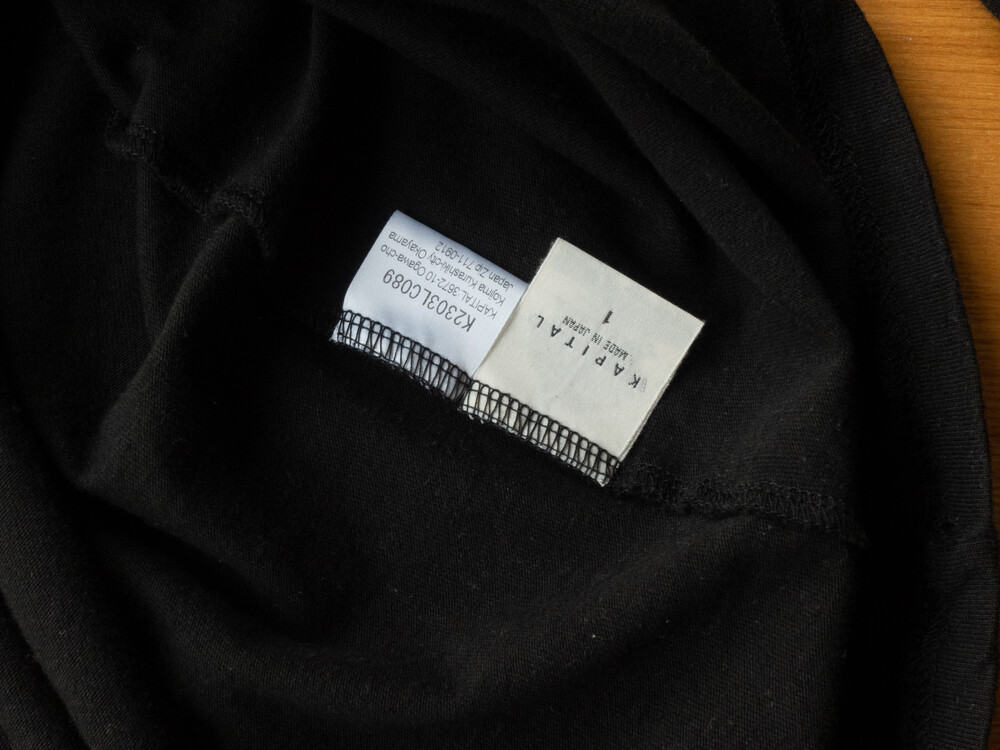 K2303LC089
KAPITAL 3672-10 Ogawa-cho
Kojima Kurashiki-city Okayama
Japan Zip 711-0912
KAPITAL
MADE IN JAPAN
1